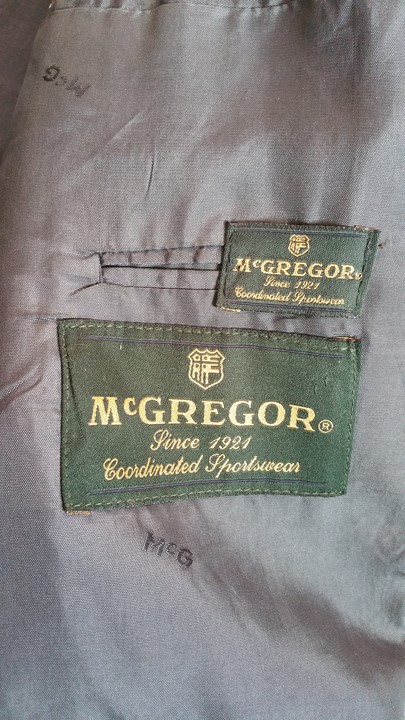 McG
McGREGOR®
Since 1921
Coordinated Sportswear
McGREGOR®
Since 1921
Coordinated Sportswear
McG